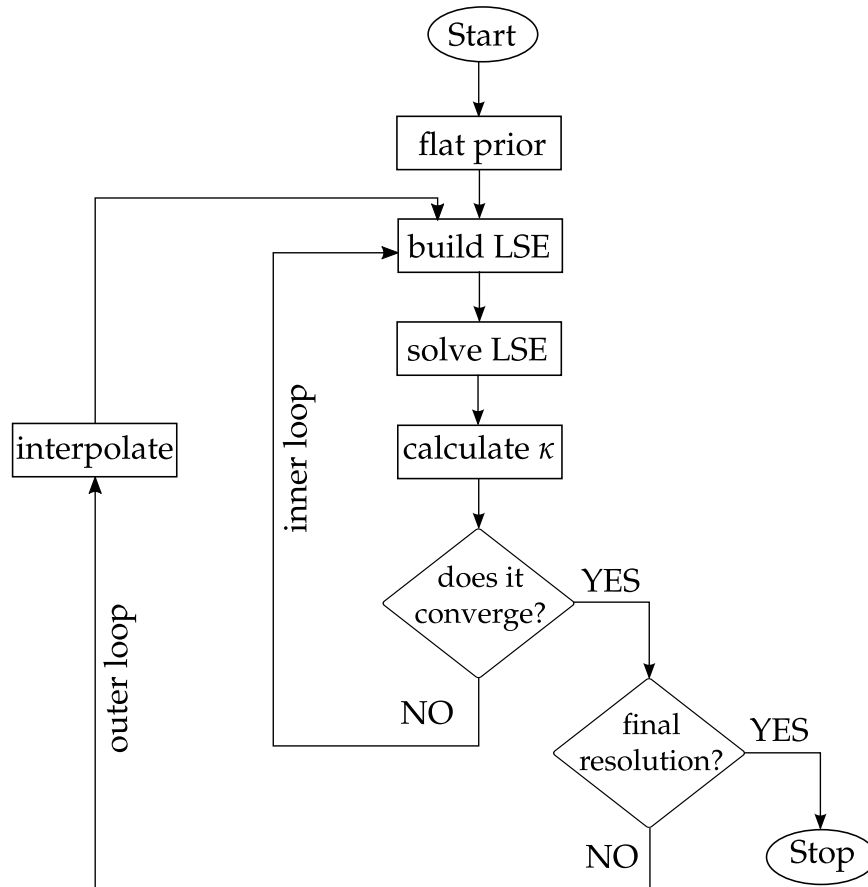 Start
flat prior
build LSE
solve LSE
calculate κ
interpolate
inner loop
does it
converge?
YES
NO
outer loop
final
resolution?
YES
NO
Stop